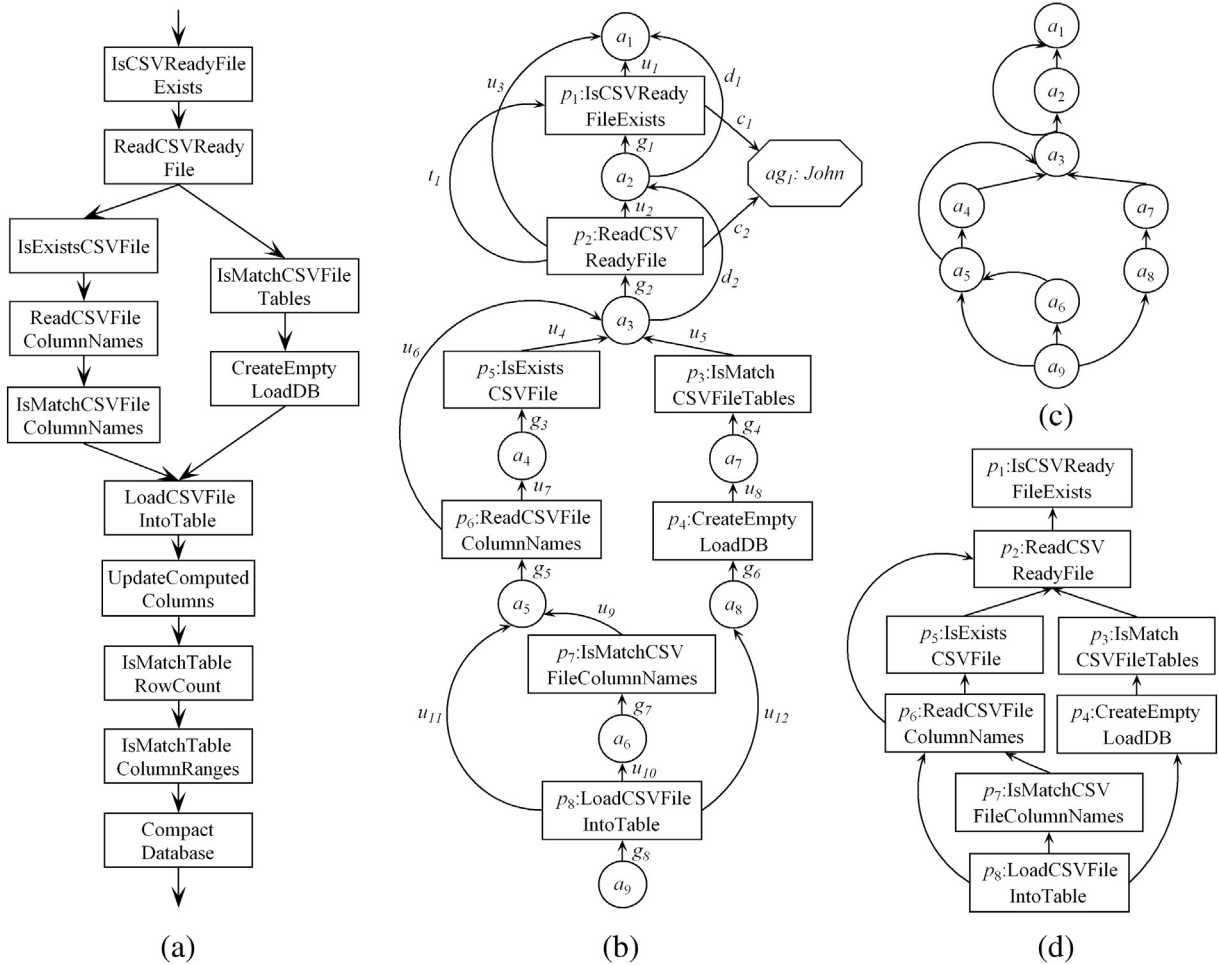 IsCSVReadyFile
Exists
ReadCSVReady
File
IsExistsCSVFile
IsMatchCSVFile
Tables
ReadCSVFile
ColumnNames
CreateEmpty
LoadDB
IsMatchCSVFile
ColumnNames
LoadCSVFile
IntoTable
UpdateComputed
Columns
IsMatchTable
RowCount
IsMatchTable
ColumnRanges
Compact
Database
(a)
a1
u3
u1
d1
p1:IsCSVReady
FileExists
c1
t1
g1
a2
ag1: John
u2
c2
p2:ReadCSV
ReadyFile
d2
g2
a3
u6
u4
u5
p5:IsExists
CSVFile
p3:IsMatch
CSVFileTables
g3
g4
a4
a7
u7
u8
p6:ReadCSVFile
ColumnNames
p4:CreateEmpty
LoadDB
g5
g6
a5
a8
u9
p7:IsMatchCSV
FileColumnNames
u11
g7
u12
a6
u10
p8:LoadCSVFile
IntoTable
g8
a9
(b)
a1
a2
a3
a4
a7
a5
a8
a6
a9
(c)
p1:IsCSVReady
FileExists
p2:ReadCSV
ReadyFile
p5:IsExists
CSVFile
p3:IsMatch
CSVFileTables
p6:ReadCSVFile
ColumnNames
p4:CreateEmpty
LoadDB
p7:IsMatchCSV
FileColumnNames
p8:LoadCSVFile
IntoTable
(d)